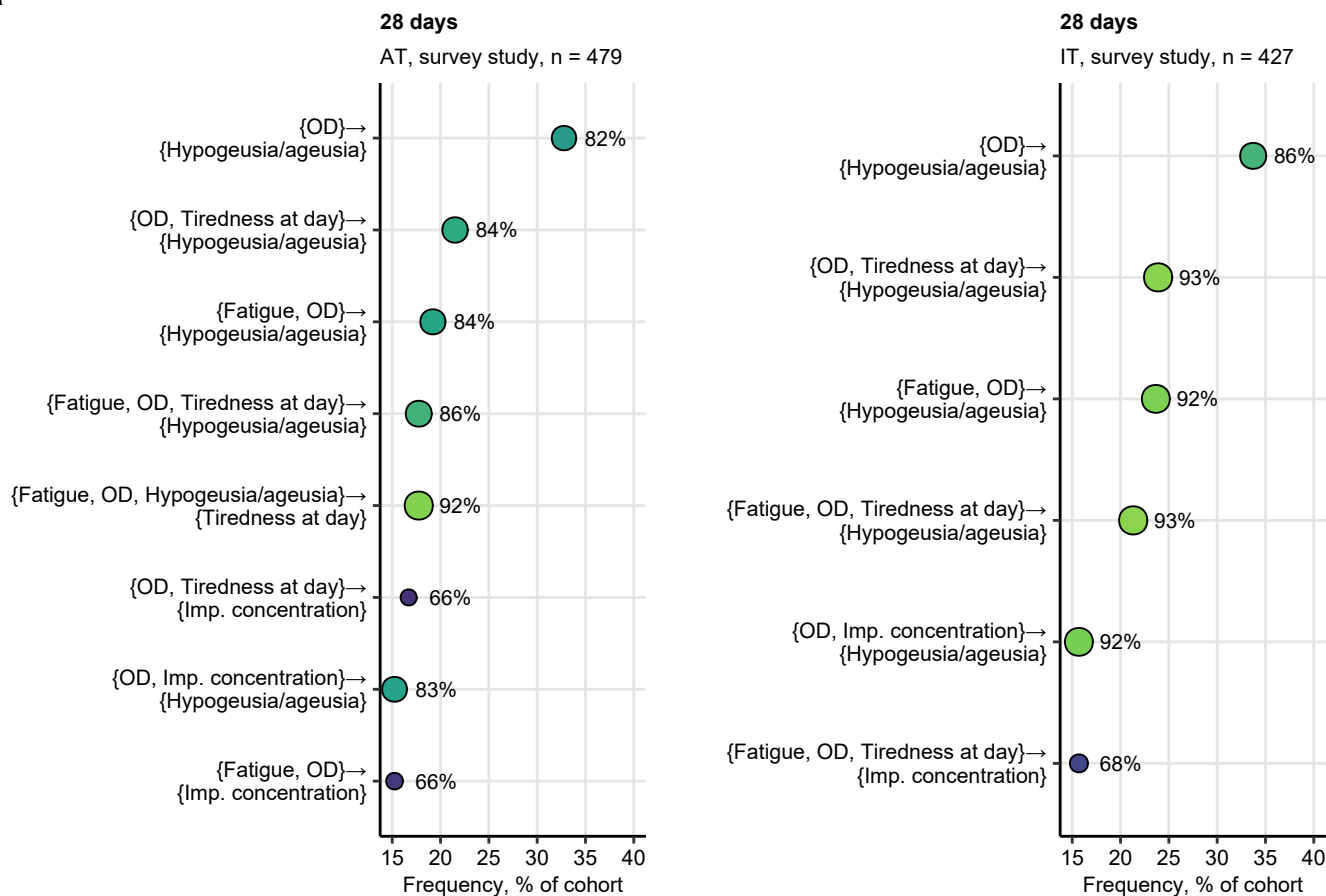 28 days
AT, survey study, n = 479
{OD}→
{Hypogeusia/ageusia}
82%
{OD, Tiredness at day}→
{Hypogeusia/ageusia}
84%
{Fatigue, OD}→
{Hypogeusia/ageusia}
84%
{Fatigue, OD, Tiredness at day}→
{Hypogeusia/ageusia}
86%
{Fatigue, OD, Hypogeusia/ageusia}→
{Tiredness at day}
92%
{OD, Tiredness at day}→
{Imp. concentration}
66%
{OD, Imp. concentration}→
{Hypogeusia/ageusia}
83%
{Fatigue, OD}→
{Imp. concentration}
66%
15 20 25 30 35 40
Frequency, % of cohort
28 days
IT, survey study, n = 427
{OD}→
{Hypogeusia/ageusia}
86%
{OD, Tiredness at day}→
{Hypogeusia/ageusia}
93%
{Fatigue, OD}→
{Hypogeusia/ageusia}
92%
{Fatigue, OD, Tiredness at day}→
{Hypogeusia/ageusia}
93%
{OD, Imp. concentration}→
{Hypogeusia/ageusia}
92%
{Fatigue, OD, Tiredness at day}→
{Imp. concentration}
68%
15 20 25 30 35 40
Frequency, % of cohort